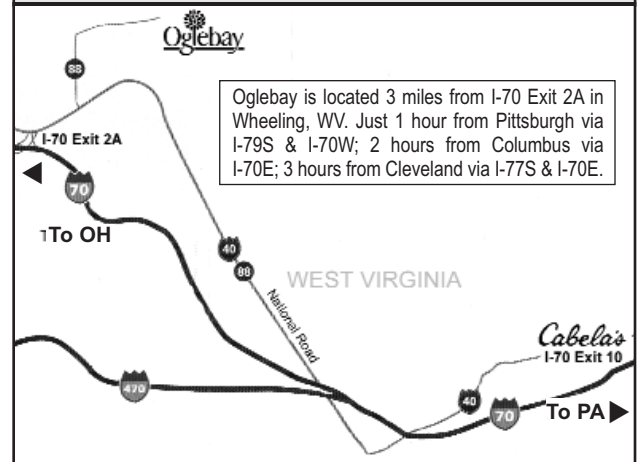 Oglebay
88
Oglebay is located 3 miles from I-70 Exit 2A in
Wheeling, WV. Just 1 hour from Pittsburgh via
I-79S & I-70W; 2 hours from Columbus via
I-70E; 3 hours from Cleveland via I-77S & I-70E.
I-70 Exit 2A
70
To OH
40
88
WEST VIRGINIA
National Road
Cabela's
I-70 Exit 10
470
40
70
To PA